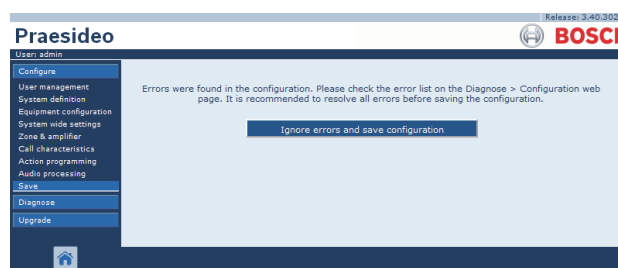 Release: 3.40.302
Praesideo
BOSCH
User: admin
Configure
User management
System definition
Equipment configuration
System wide settings
Zone & amplifier
Call characteristics
Action programming
Audio processing
Save
Diagnose
Upgrade
Errors were found in the configuration. Please check the error list on the Diagnose > Configuration web
page. It is recommended to resolve all errors before saving the configuration.
Ignore errors and save configuration